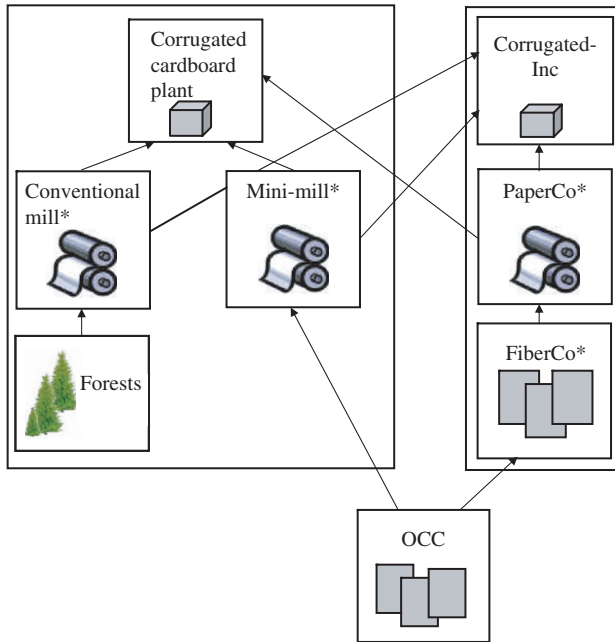 Corrugated
cardboard
plant
Corrugated-
Inc
Conventional
mill*
Mini-mill*
PaperCo*
Forests
FiberCo*
OCC